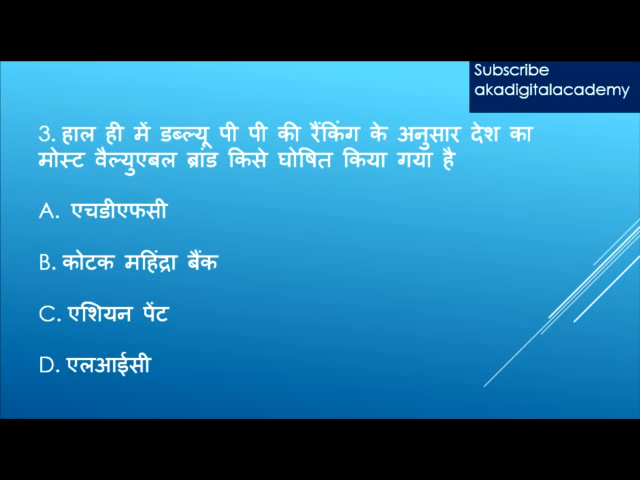 Subscribe
akadigitalacademy
3. हाल ही में डब्ल्यू पी पी की रैंकिंग के अनुसार देश का
मोस्ट वैल्युएबल ब्रांड किसे घोषित किया गया है
A. एचडीएफसी
B. कोटक महिंद्रा बैंक
C. एशियन पेंट
D. एलआईसी